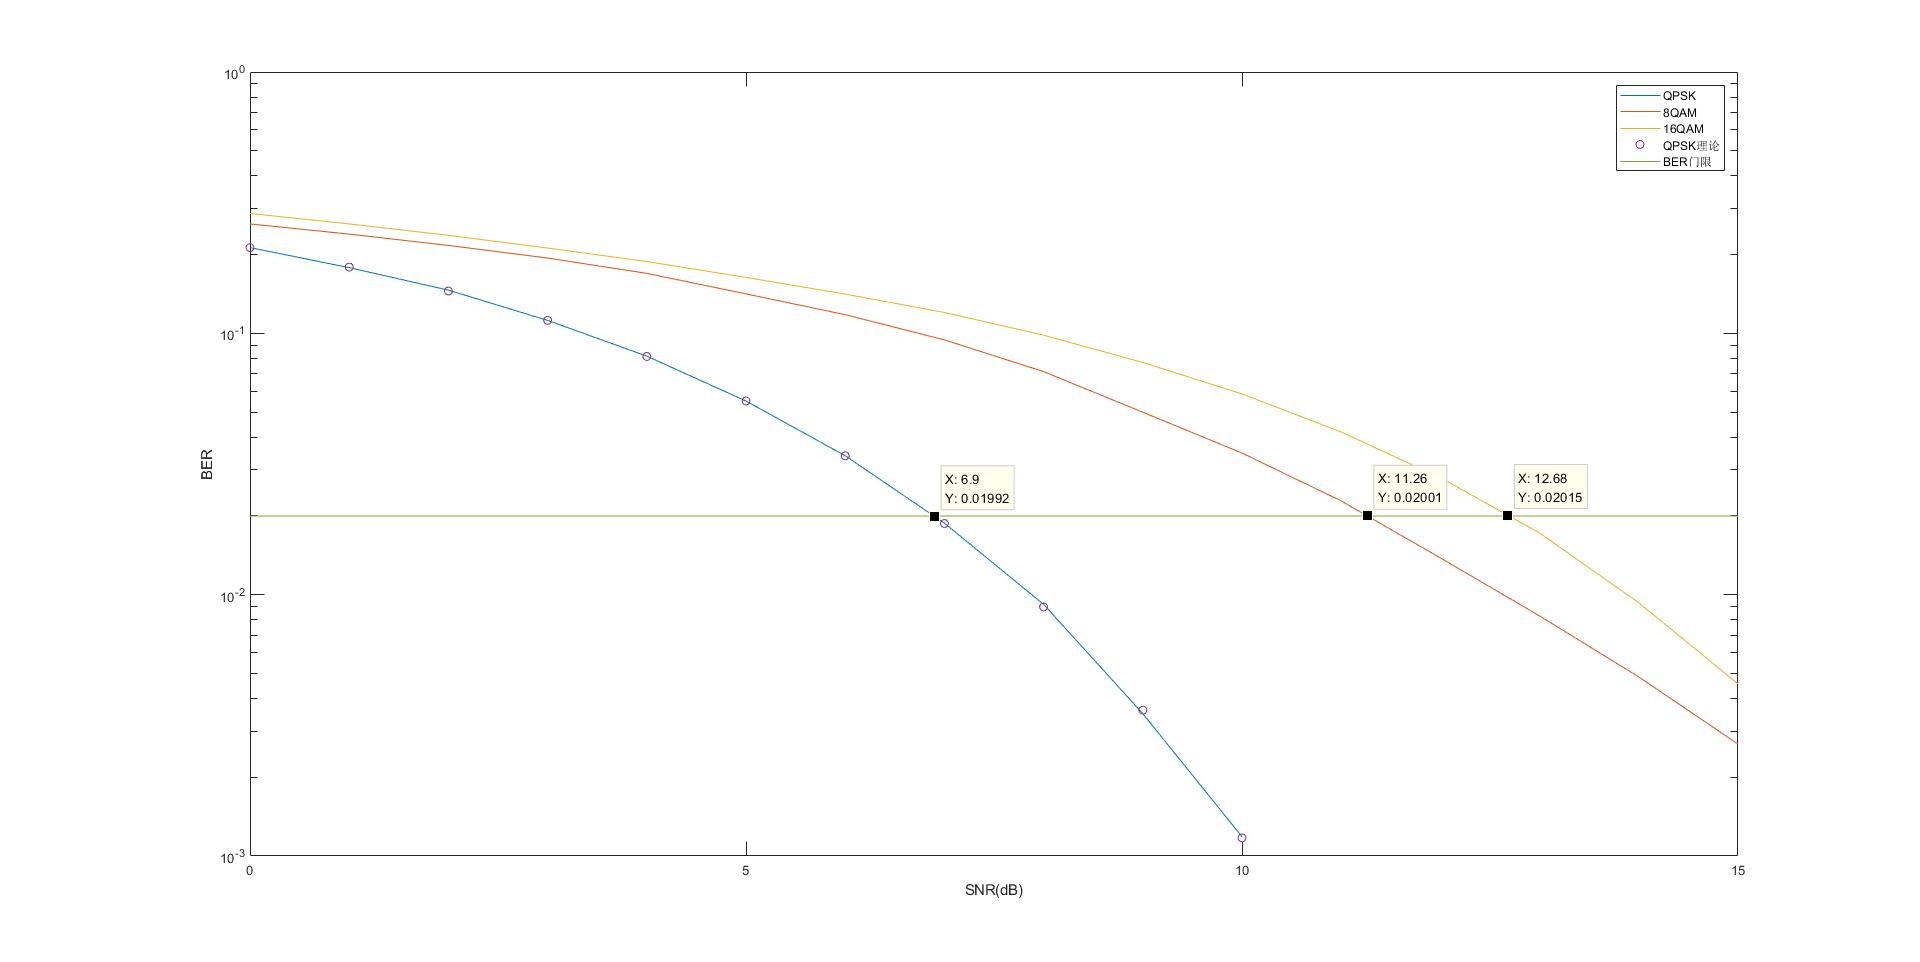 10^0
QPSK
8QAM
16QAM
QPSK理论
BER门限
10^-1
BER
X: 6.9
Y: 0.01992
X: 11.26
Y: 0.02001
X: 12.68
Y: 0.02015
10^-2
10^-3
0
5
10
15
SNR(dB)